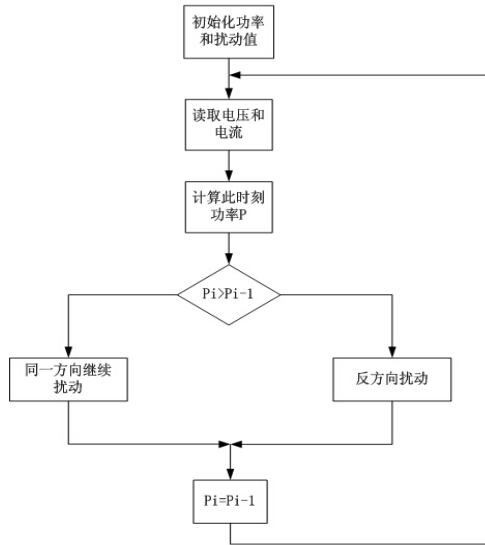 初始化功率
和扰动值
读取电压和
电流
计算此时刻
功率P
Pi>Pi-1
同一方向继续
扰动
反方向扰动
Pi=Pi-1